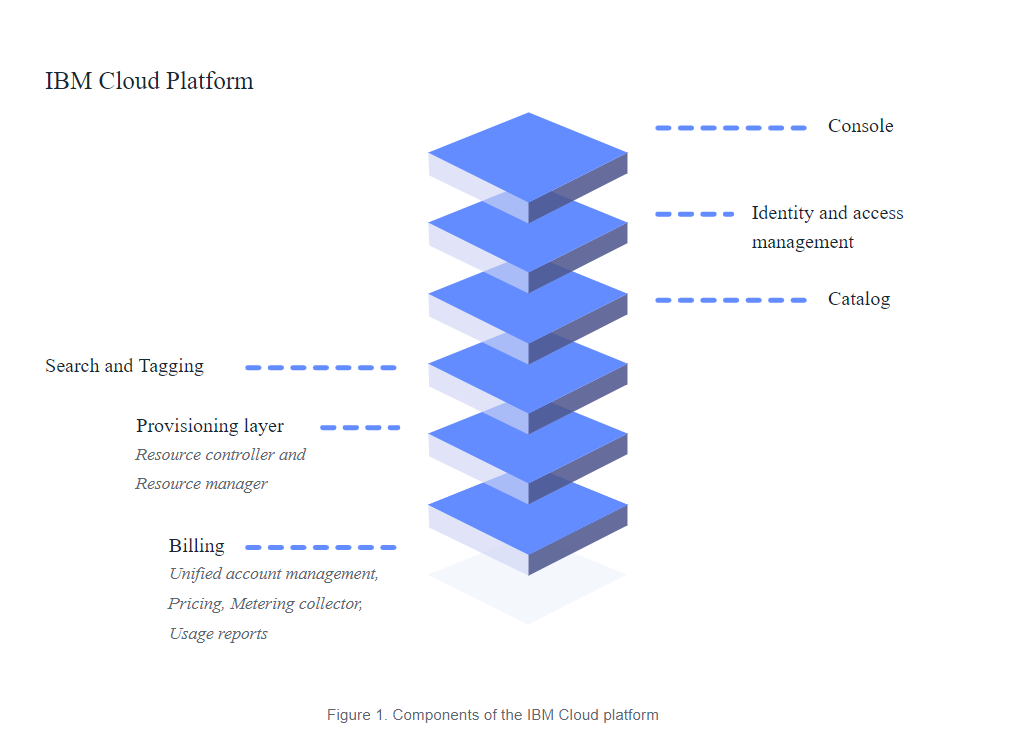 IBM Cloud Platform
Console
Identity and access
management
Catalog
Search and Tagging
Provisioning layer
Resource controller and
Resource manager
Billing
Unified account management,
Pricing, Metering collector,
Usage reports
Figure 1. Components of the IBM Cloud platform